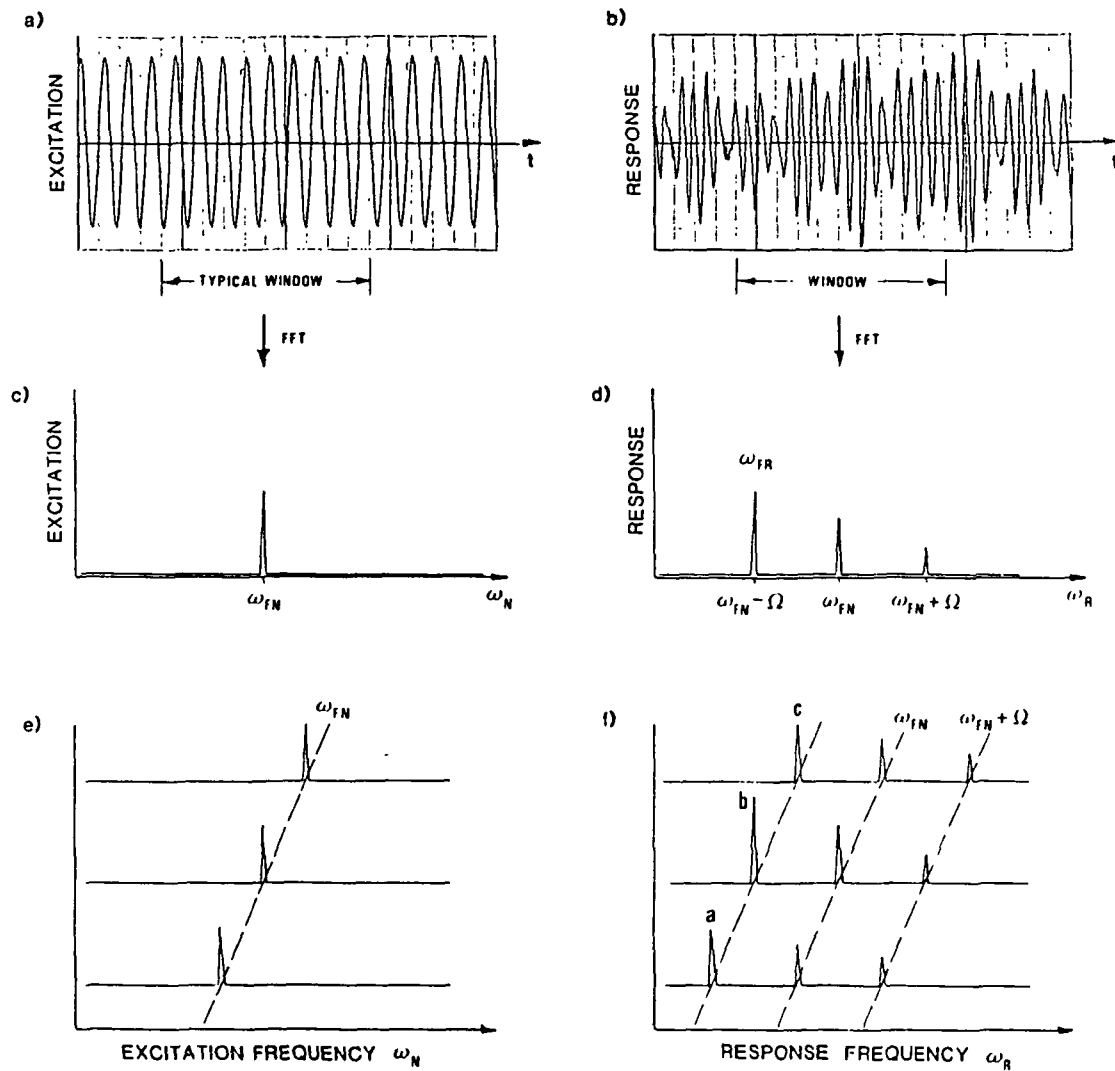 a)
EXCITATION
t
TYPICAL WINDOW
FFT
b)
RESPONSE
t
WINDOW
FFT
c)
EXCITATION
ω_FN
ω_N
d)
RESPONSE
ω_FR
ω_FN − Ω
ω_FN
ω_FN + Ω
ω_R
e)
ω_FN
EXCITATION FREQUENCY ω_N
f)
c
ω_FN
ω_FN + Ω
b
a
RESPONSE FREQUENCY ω_R